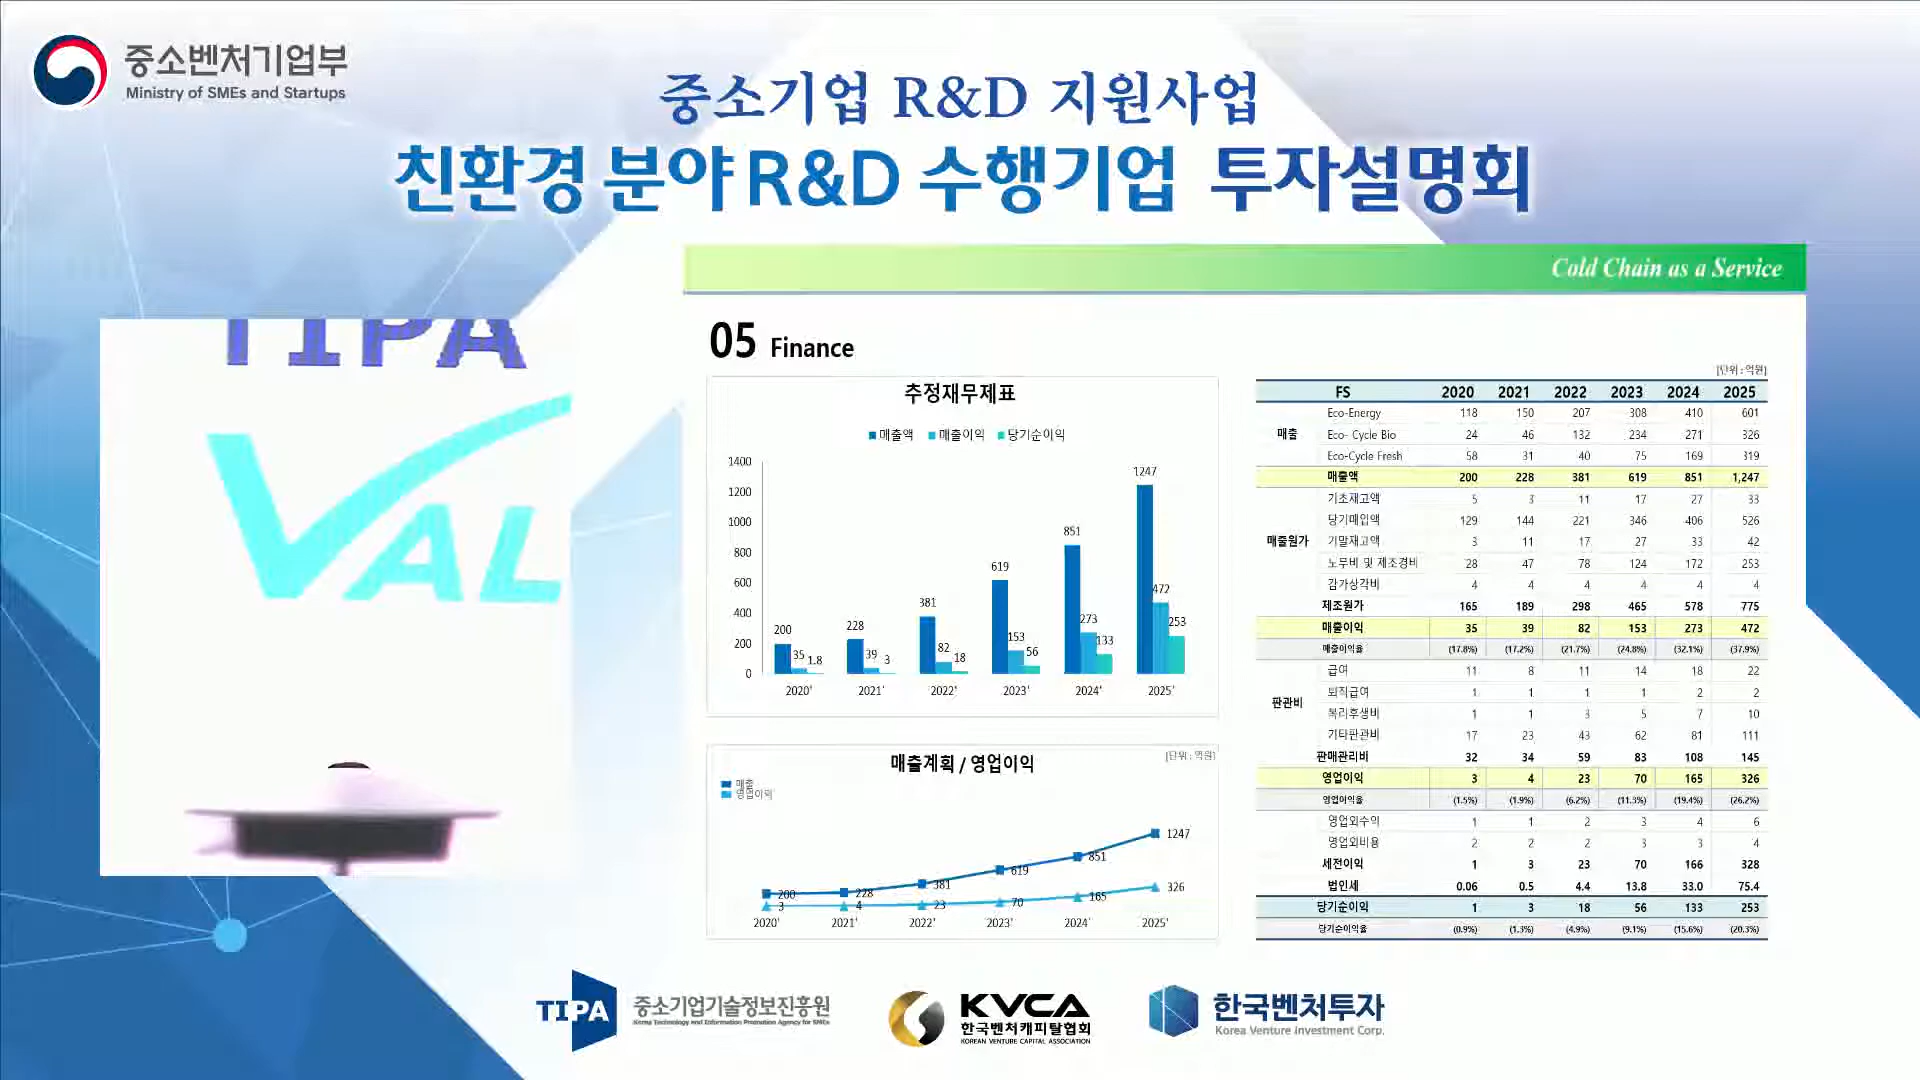 중소벤처기업부
Ministry of SMEs and Startups
중소기업 R&D 지원사업
친환경 분야 R&D 수행기업 투자설명회
Cold Chain as a Service
TIPA
VAL
05 Finance
추정재무제표
매출액 매출이익 당기순이익
1400
1200
1000
800
600
400
200
0
200 35 1.8
228 39 3
381 82 18
619 153 56
851 273 133
1247 472 253
2020' 2021' 2022' 2023' 2024' 2025'
매출계획 / 영업이익
[단위 : 억원]
매출
영업이익
200 228 381 619 851 1247
3 4 23 70 165 326
2020' 2021' 2022' 2023' 2024' 2025'
[단위 : 억원]
FS 2020 2021 2022 2023 2024 2025
매출
Eco-Energy 118 150 207 308 410 601
Eco- Cycle Bio 24 46 132 234 271 326
Eco-Cycle Fresh 58 31 40 75 169 319
매출액 200 228 381 619 851 1,247
매출원가
기초재고액 5 3 11 17 27 33
당기매입액 129 144 221 346 406 526
기말재고액 3 11 17 27 33 42
노무비 및 제조경비 28 47 78 124 172 253
감가상각비 4 4 4 4 4 4
제조원가 165 189 298 465 578 775
매출이익 35 39 82 153 273 472
매출이익율 (17.8%) (17.2%) (21.7%) (24.8%) (32.1%) (37.9%)
판관비
급여 11 8 11 14 18 22
퇴직급여 1 1 1 1 2 2
복리후생비 1 1 3 5 7 10
기타판관비 17 23 43 62 81 111
판매관리비 32 34 59 83 108 145
영업이익 3 4 23 70 165 326
영업이익율 (1.5%) (1.9%) (6.2%) (11.3%) (19.4%) (26.2%)
영업외수익 1 1 2 3 4 6
영업외비용 2 2 2 3 3 4
세전이익 1 3 23 70 166 328
법인세 0.06 0.5 4.4 13.8 33.0 75.4
당기순이익 1 3 18 56 133 253
당기순이익율 (0.9%) (1.3%) (4.9%) (9.1%) (15.6%) (20.3%)
TIPA 중소기업기술정보진흥원
Korea Technology and Information Promotion Agency for SMEs
KVCA
한국벤처캐피탈협회
KOREAN VENTURE CAPITAL ASSOCIATION
한국벤처투자
Korea Venture Investment Corp.